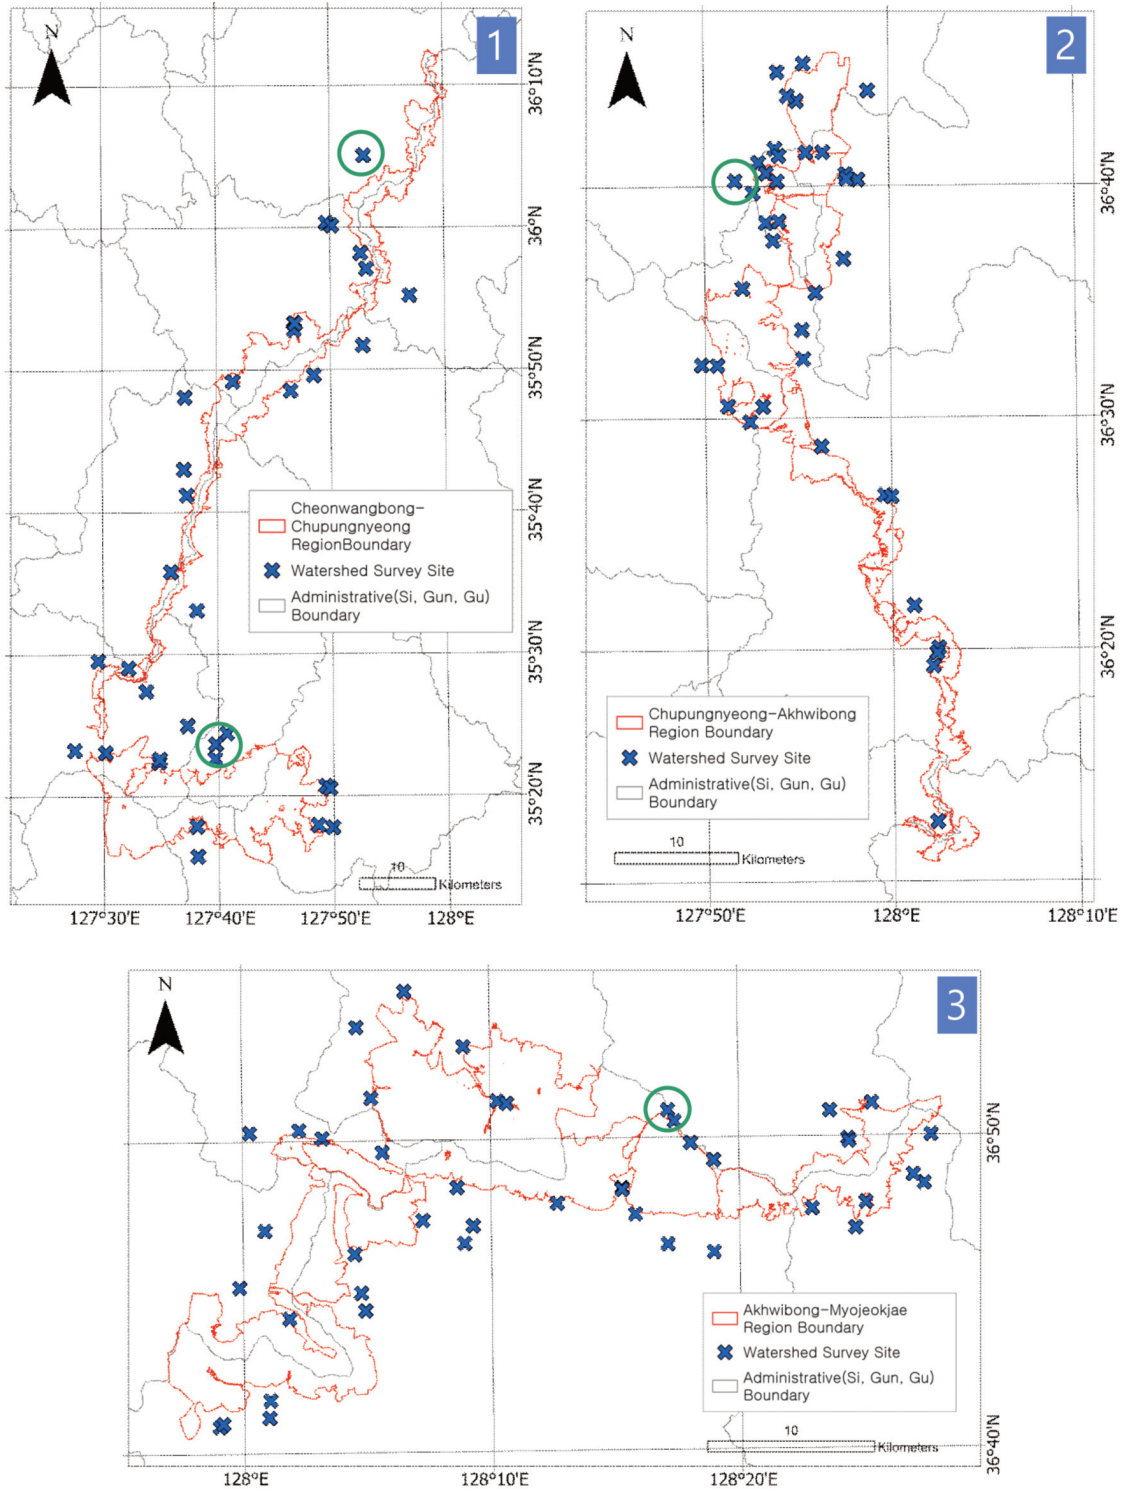 N
1
36°10'N
36°N
35°50'N
35°40'N
35°30'N
35°20'N
Cheonwangbong-
Chupungnyeong
RegionBoundary
Watershed Survey Site
Administrative(Si, Gun, Gu)
Boundary
10
Kilometers
127°30'E
127°40'E
127°50'E
128°E
N
2
36°40'N
36°30'N
36°20'N
Chupungnyeong-Akhwibong
Region Boundary
Watershed Survey Site
Administrative(Si, Gun, Gu)
Boundary
10
Kilometers
127°50'E
128°E
128°10'E
N
3
36°50'N
36°40'N
Akhwibong-Myojeokjae
Region Boundary
Watershed Survey Site
Administrative(Si, Gun, Gu)
Boundary
10
Kilometers
128°E
128°10'E
128°20'E